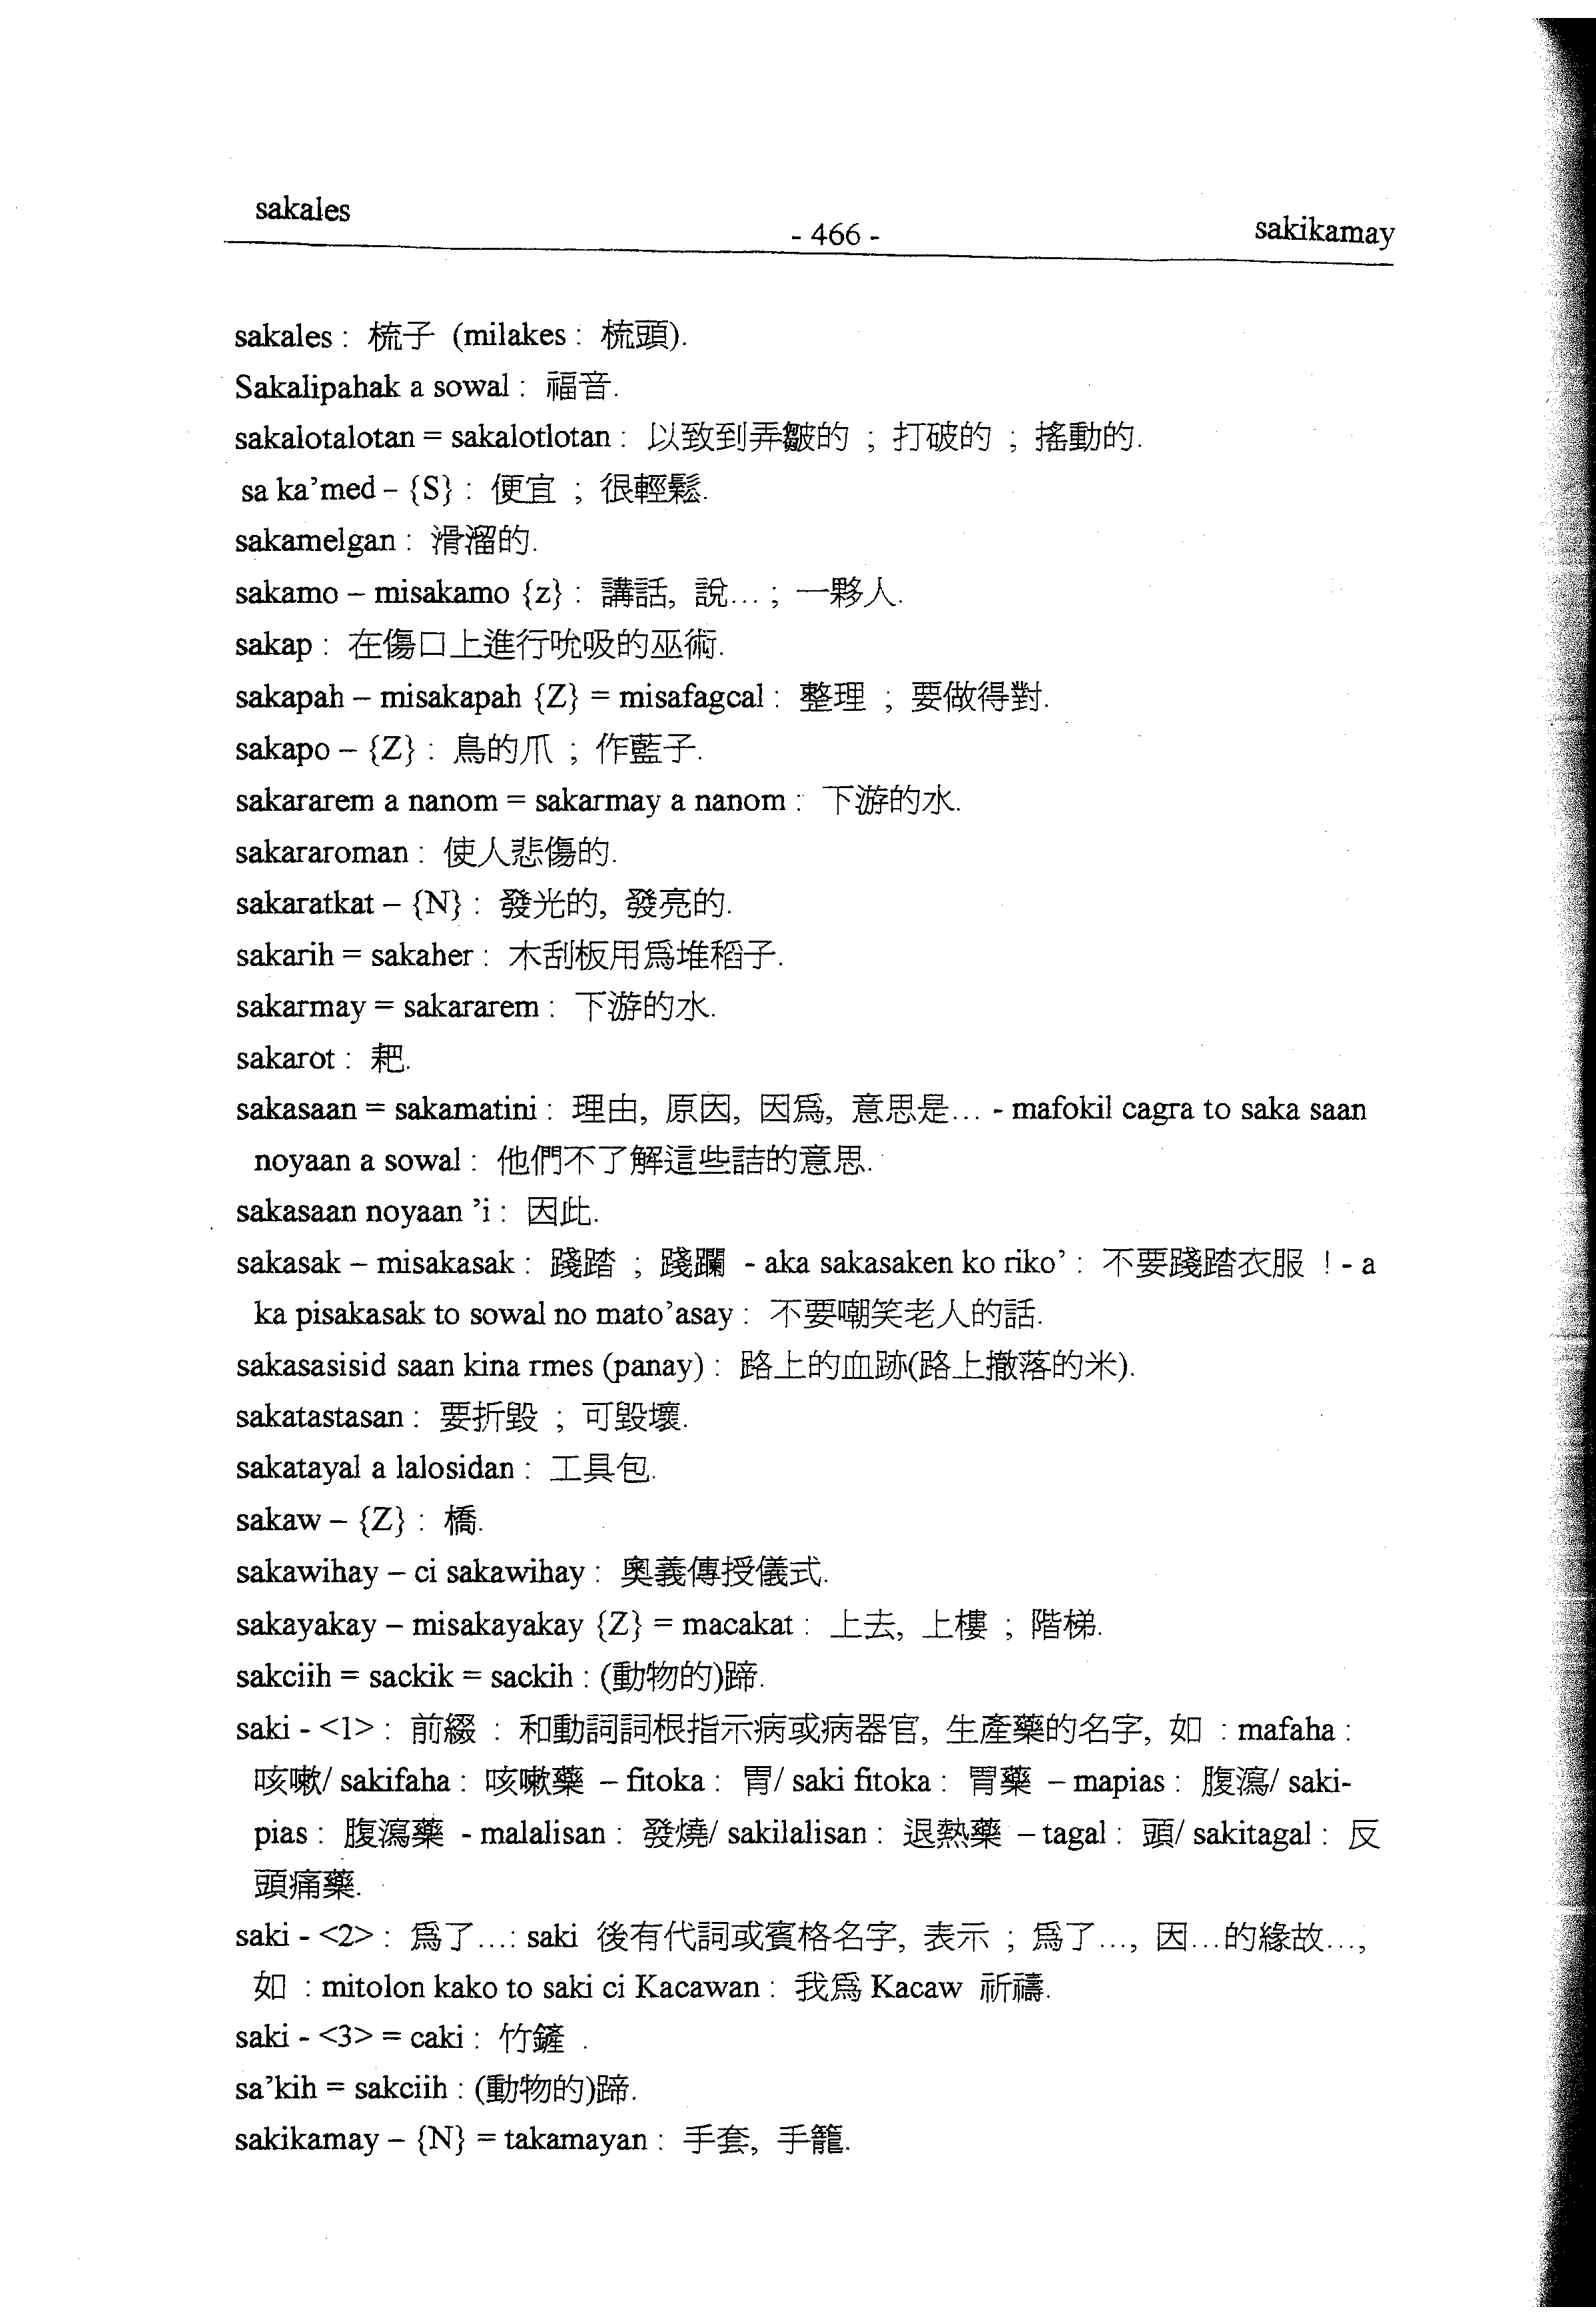 sakales
- 466 -
sakikamay
sakales : 梳子 (milakes : 梳頭).
Sakalipahak a sowal : 福音.
sakalotalotan = sakalotlotan : 以致到弄皺的 ; 打破的 ; 搖動的.
sa ka’med – {S} : 便宜 ; 很輕鬆.
sakamelgan : 滑溜的.
sakamo – misakamo {z} : 講話, 說... ; 一夥人.
sakap : 在傷口上進行吮吸的巫術.
sakapah – misakapah {Z} = misafagcal : 整理 ; 要做得對.
sakapo – {Z} : 鳥的爪 ; 作藍子.
sakararem a nanom = sakarmay a nanom : 下游的水.
sakararoman : 使人悲傷的.
sakaratkat – {N} : 發光的, 發亮的.
sakarih = sakaher : 木刮板用爲堆稻子.
sakarmay = sakararem : 下游的水.
sakarot : 耙.
sakasaan = sakamatini : 理由, 原因, 因爲, 意思是... - mafokil cagra to saka saan
noyaan a sowal : 他們不了解這些詰的意思.
sakasaan noyaan ’i : 因此.
sakasak – misakasak : 踐踏 ; 踐躝 - aka sakasaken ko riko’ : 不要踐踏衣服 ! - a
ka pisakasak to sowal no mato’asay : 不要嘲笑老人的話.
sakasasisid saan kina rmes (panay) : 路上的血跡(路上撤落的米).
sakatastasan : 要折毀 ; 可毀壞.
sakatayal a lalosidan : 工具包.
sakaw – {Z} : 橋.
sakawihay – ci sakawihay : 奧義傳授儀式.
sakayakay – misakayakay {Z} = macakat : 上去, 上樓 ; 階梯.
sakciih = sackik = sackih : (動物的)蹄.
saki - <1> : 前綴 : 和動詞詞根指示病或病器官, 生產藥的名字, 如 : mafaha :
咳嗽/ sakifaha : 咳嗽藥 – fitoka : 胃/ saki fitoka : 胃藥 – mapias : 腹瀉/ saki-
pias : 腹瀉藥 - malalisan : 發燒/ sakilalisan : 退熱藥 – tagal : 頭/ sakitagal : 反
頭痛藥.
saki - <2> : 爲了...: saki 後有代詞或賓格名字, 表示 ; 爲了..., 因...的緣故...,
如 : mitolon kako to saki ci Kacawan : 我爲 Kacaw 祈禱.
saki - <3> = caki : 竹鏟 .
sa’kih = sakciih : (動物的)蹄.
sakikamay – {N} = takamayan : 手套, 手籠.